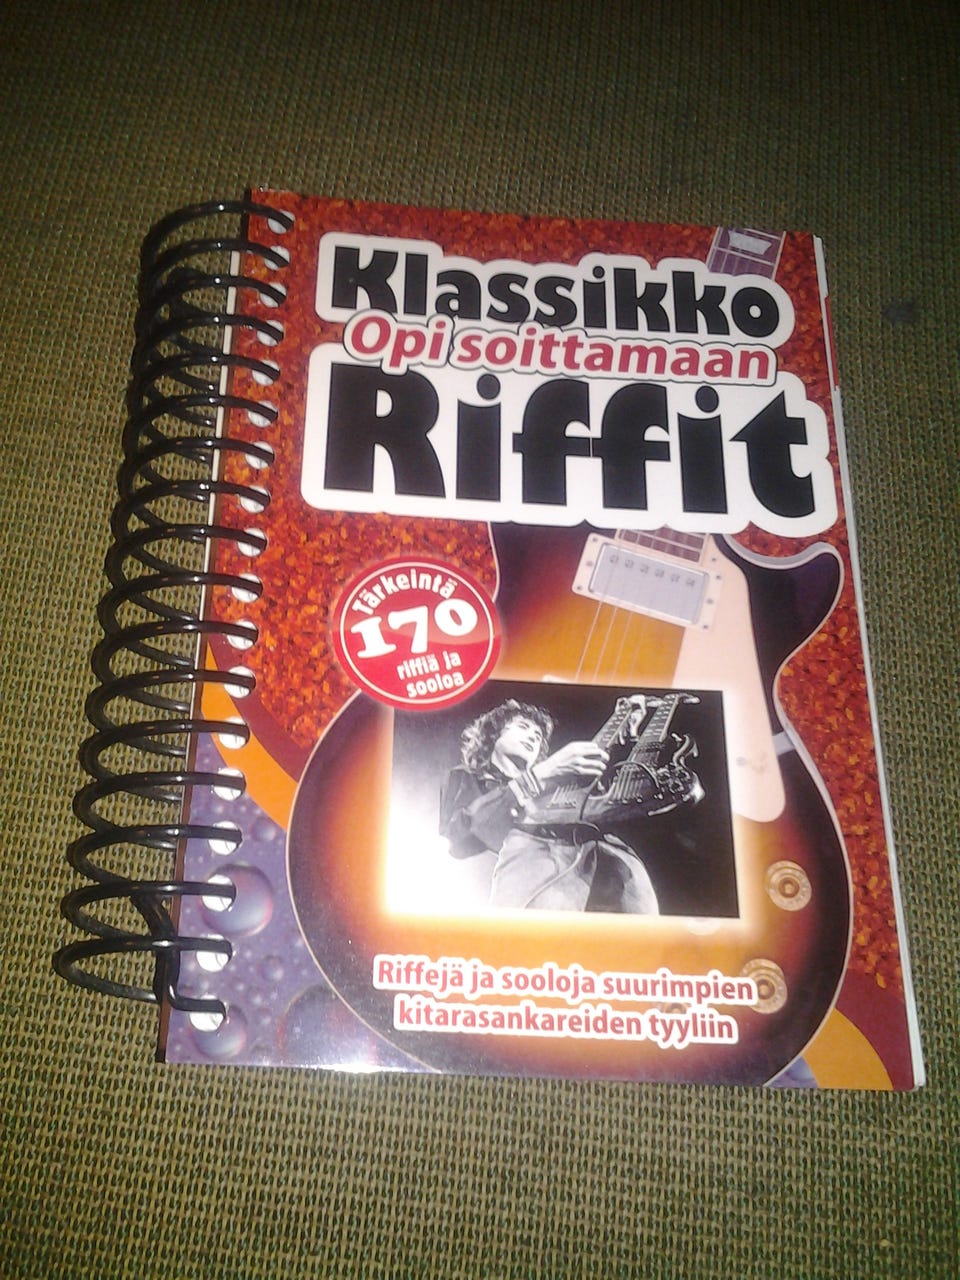 Klassikko
Opi soittamaan
Riffit
Tärkeintä
170
riffiä ja
sooloa
Riffejä ja sooloja suurimpien
kitarasankareiden tyyliin